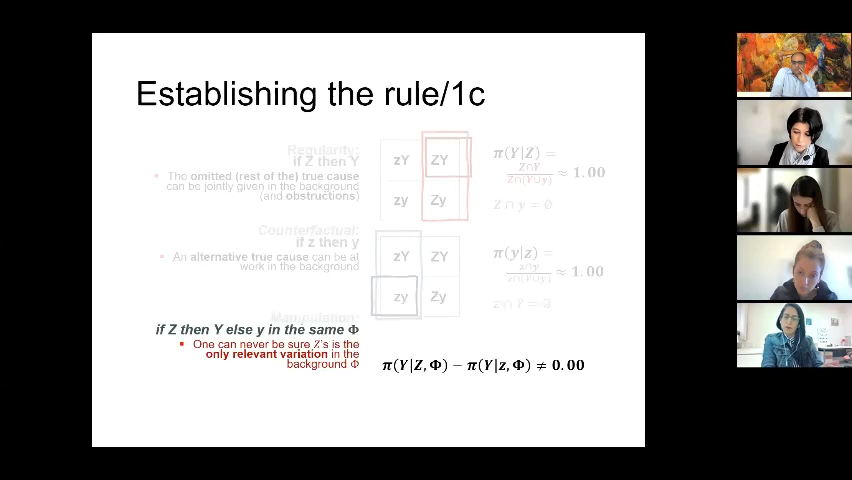 Establishing the rule/1c
Regularity:
if Z then Y
▪ The omitted (rest of the) true cause
can be jointly given in the background
(and obstructions)
zY ZY
zy Zy
π(Y|Z) =
Z∩Y
Z∩(Y∪y)
≈ 1.00
Z ∩ y = 0
Counterfactual:
if z then y
▪ An alternative true cause can be at
work in the background
zY ZY
zy Zy
π(y|z) =
z∩y
z∩(Y∪y)
≈ 1.00
z ∩ Y = 0
Manipulation:
if Z then Y else y in the same Φ
▪ One can never be sure Z's is the
only relevant variation in the
background Φ
π(Y|Z, Φ) − π(Y|z, Φ) ≠ 0.00